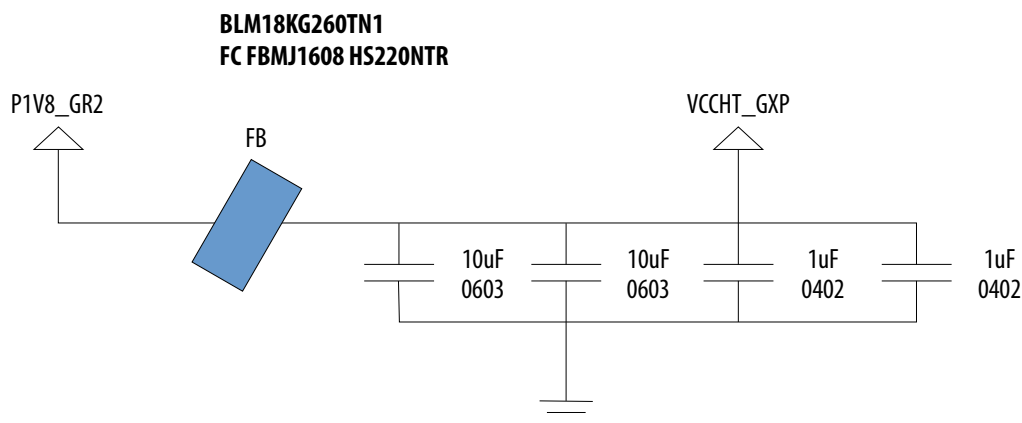 BLM18KG260TN1
FC FBMJ1608 HS220NTR
P1V8_GR2
VCCHT_GXP
FB
10uF
0603
10uF
0603
1uF
0402
1uF
0402